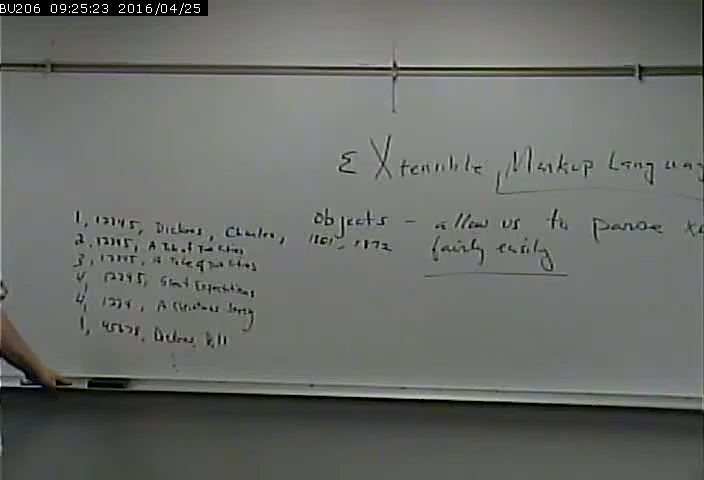 BU206 09:25:23 2016/04/25
EXtensible Markup Languag
Objects - allow us to parse x
fairly easily
1, 12345, Dickens, Charles, 1801, 1872
2, 12345, A Tale of Two Cities
3, 12345, A Tale of Two Cities
4, 12345, Great Expectations
4, 1234, A Christmas
1, 45678, Dickens, Bill